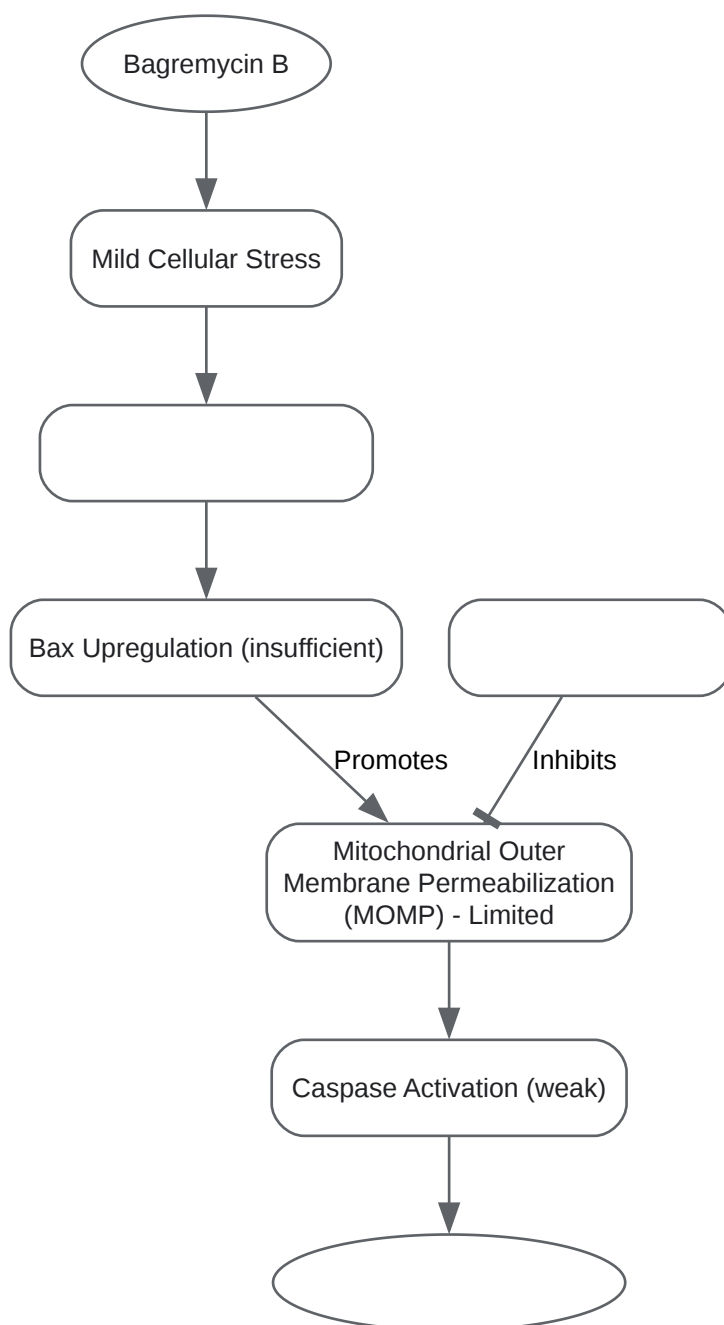 Bagremycin B
Mild Cellular Stress
Bax Upregulation (insufficient)
Promotes
Inhibits
Mitochondrial Outer
Membrane Permeabilization
(MOMP) - Limited
Caspase Activation (weak)